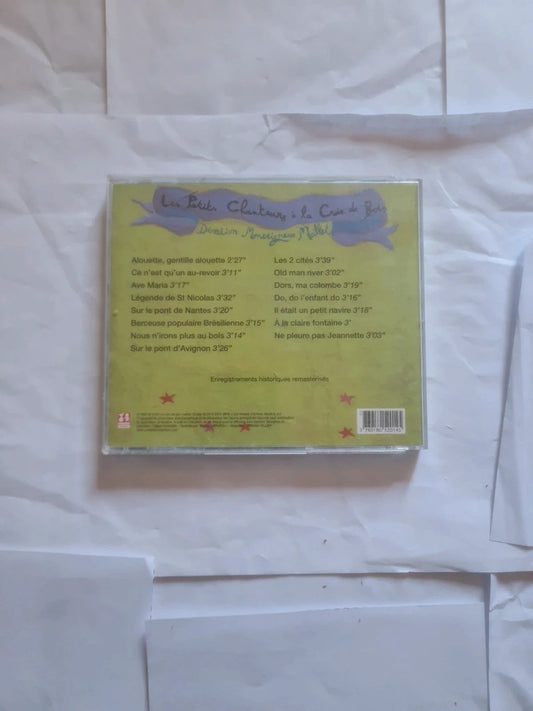 Les Petits Chanteurs à la Croix de Bois
Direction Monseigneur Maillet
Alouette, gentille alouette 2'27"
Ce n'est qu'un au-revoir 3'11"
Ave Maria 3'17"
Légende de St Nicolas 3'32"
Sur le pont de Nantes 3'20"
Berceuse populaire Brésilienne 3'15"
Nous n'irons plus au bois 3'14"
Sur le pont d'Avignon 3'26"
Les 2 cités 3'39"
Old man river 3'02"
Dors, ma colombe 3'19"
Do, do l'enfant do 3'16"
Il était un petit navire 3'18"
À la claire fontaine 3'
Ne pleure pas Jeannette 3'03"
Enregistrements historiques remasterisés